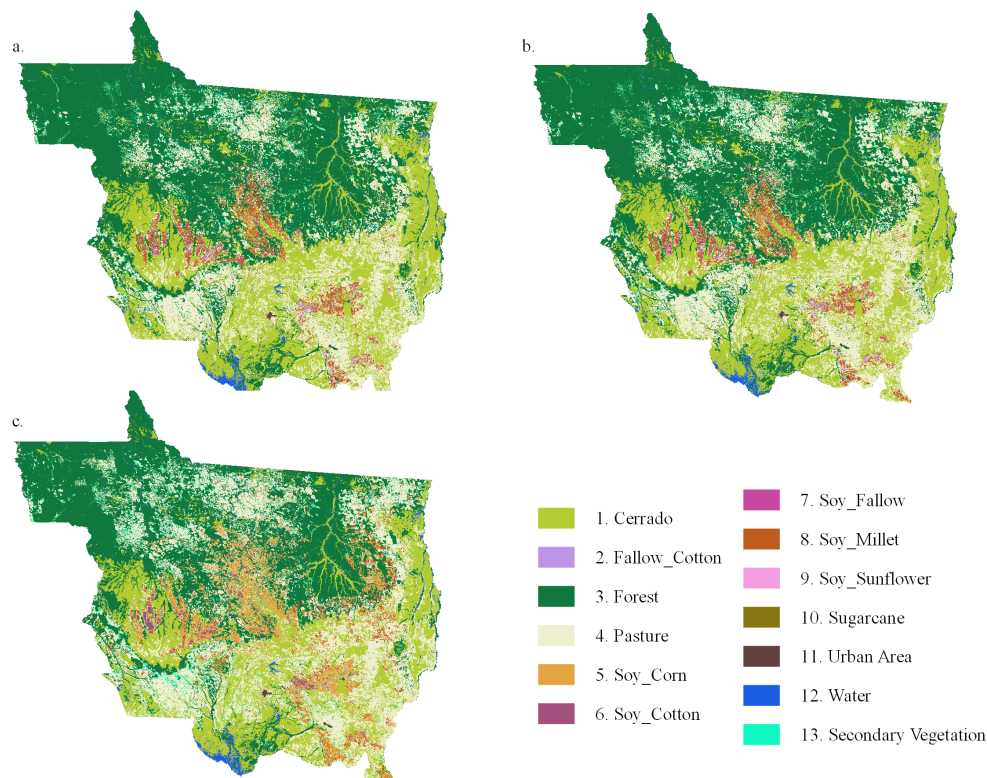 a.
b.
c.
1. Cerrado
2. Fallow_Cotton
3. Forest
4. Pasture
5. Soy_Corn
6. Soy_Cotton
7. Soy_Fallow
8. Soy_Millet
9. Soy_Sunflower
10. Sugarcane
11. Urban Area
12. Water
13. Secondary Vegetation